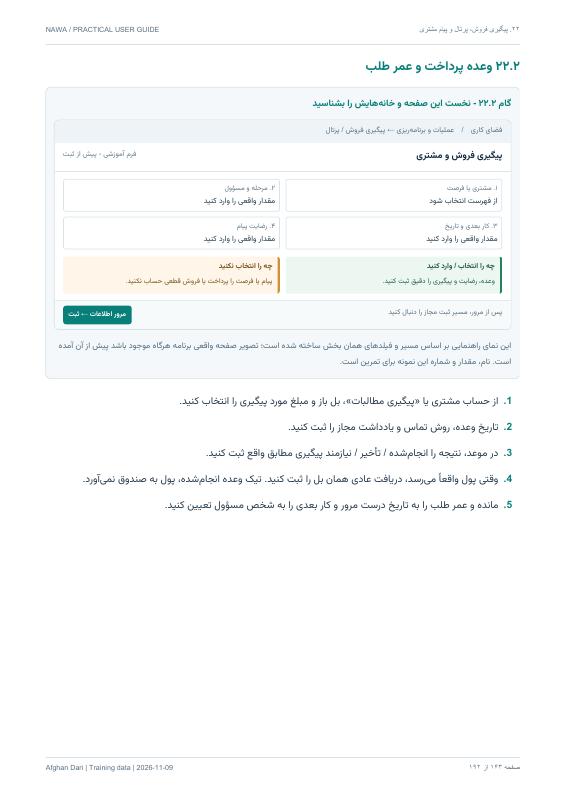 NAWA / PRACTICAL USER GUIDE
۲۲. پیگیری فروش، پرتال و پیام مشتری
۲۲.۲ وعده پرداخت و عمر طلب
گام ۲۲.۲ - نخست این صفحه و خانه‌هایش را بشناسید
فضای کاری / عملیات و برنامه‌ریزی ← پیگیری فروش / پرتال
پیگیری فروش و مشتری
فرم آموزشی - پیش از ثبت
۱. مشتری یا فرصت
از فهرست انتخاب شود
۲. مرحله و مسؤول
مقدار واقعی را وارد کنید
۳. کار بعدی و تاریخ
مقدار واقعی را وارد کنید
۴. رضایت پیام
مقدار واقعی را وارد کنید
چه را انتخاب / وارد کنید
وعده، رضایت و پیگیری را دقیق ثبت کنید.
چه را انتخاب نکنید
پیام یا فرصت را پرداخت یا فروش قطعی حساب نکنید.
پس از مرور، مسیر ثبت مجاز را دنبال کنید
مرور اطلاعات ← ثبت
این نمای راهنمایی بر اساس مسیر و فیلدهای همان بخش ساخته شده است؛ تصویر صفحه واقعی برنامه هرگاه موجود باشد پیش از آن آمده
است. نام، مقدار و شماره این نمونه برای تمرین است.
1. از حساب مشتری یا «پیگیری مطالبات»، بل باز و مبلغ مورد پیگیری را انتخاب کنید.
2. تاریخ وعده، روش تماس و یادداشت مجاز را ثبت کنید.
3. در موعد، نتیجه را انجام‌شده / تأخیر / نیازمند پیگیری مطابق واقع ثبت کنید.
4. وقتی پول واقعاً می‌رسد، دریافت عادی همان بل را ثبت کنید. تیک وعده انجام‌شده، پول به صندوق نمی‌آورد.
5. مانده و عمر طلب را به تاریخ درست مرور و کار بعدی را به شخص مسؤول تعیین کنید.
Afghan Dari | Training data | 2026-11-09
صفحه ۱۴۳ از ۱۹۲